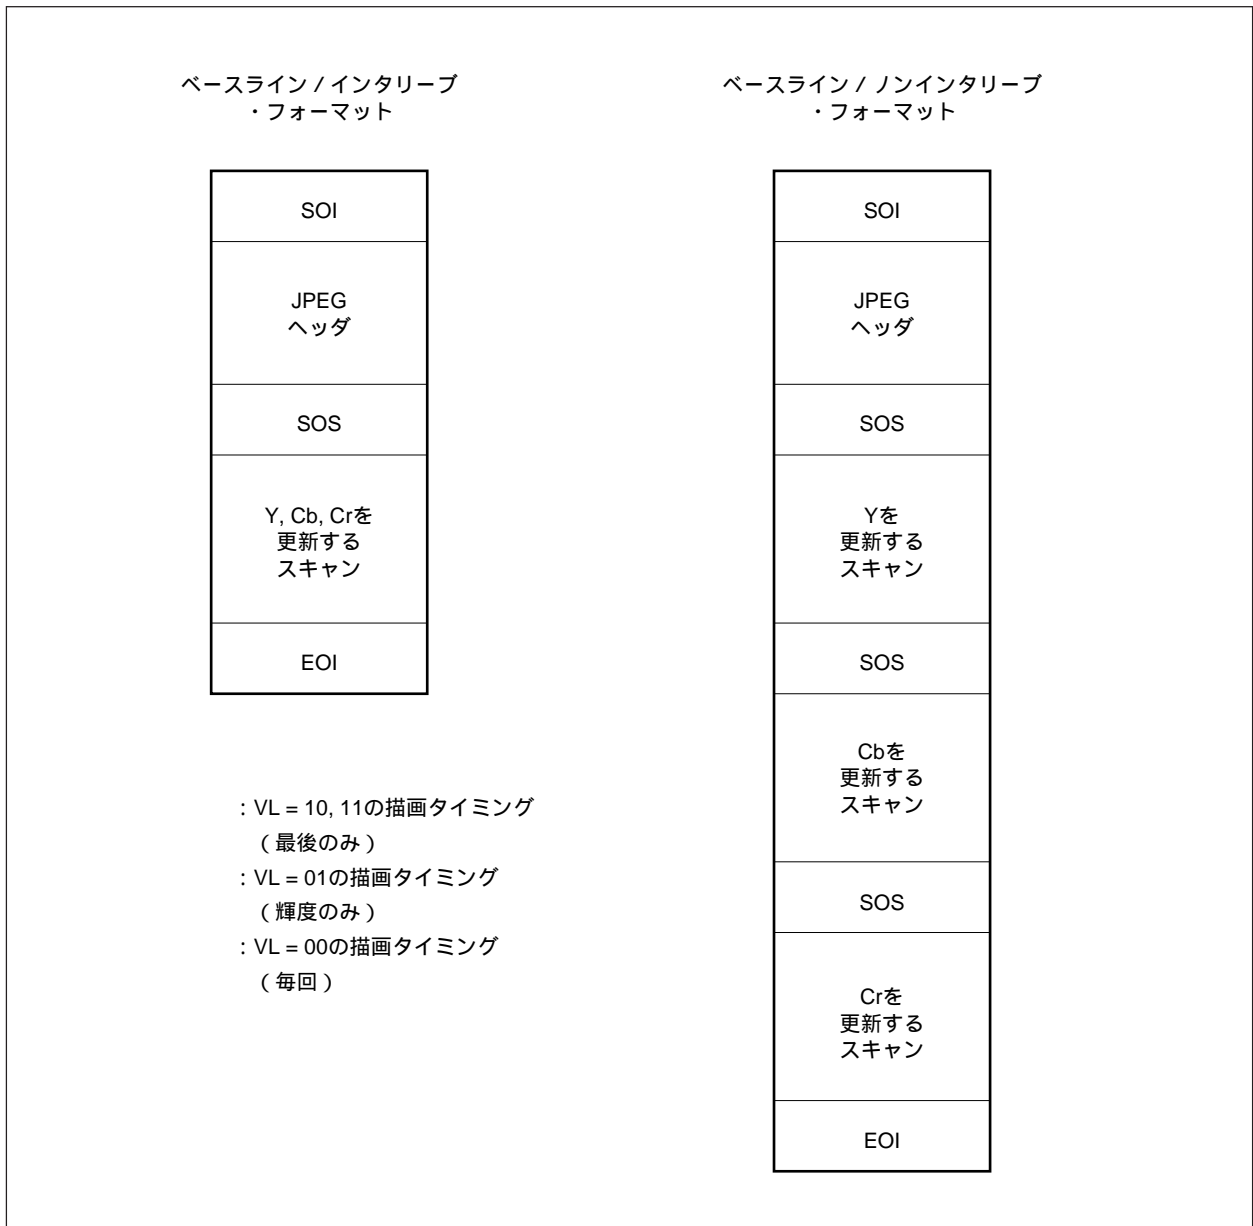 ベースライン / インタリーブ
・フォーマット
SOI
JPEG
ヘッダ
SOS
Y, Cb, Crを
更新する
スキャン
EOI
: VL = 10, 11の描画タイミング
( 最後のみ )
: VL = 01の描画タイミング
( 輝度のみ )
: VL = 00の描画タイミング
( 毎回 )
ベースライン / ノンインタリーブ
・フォーマット
SOI
JPEG
ヘッダ
SOS
Yを
更新する
スキャン
SOS
Cbを
更新する
スキャン
SOS
Crを
更新する
スキャン
EOI